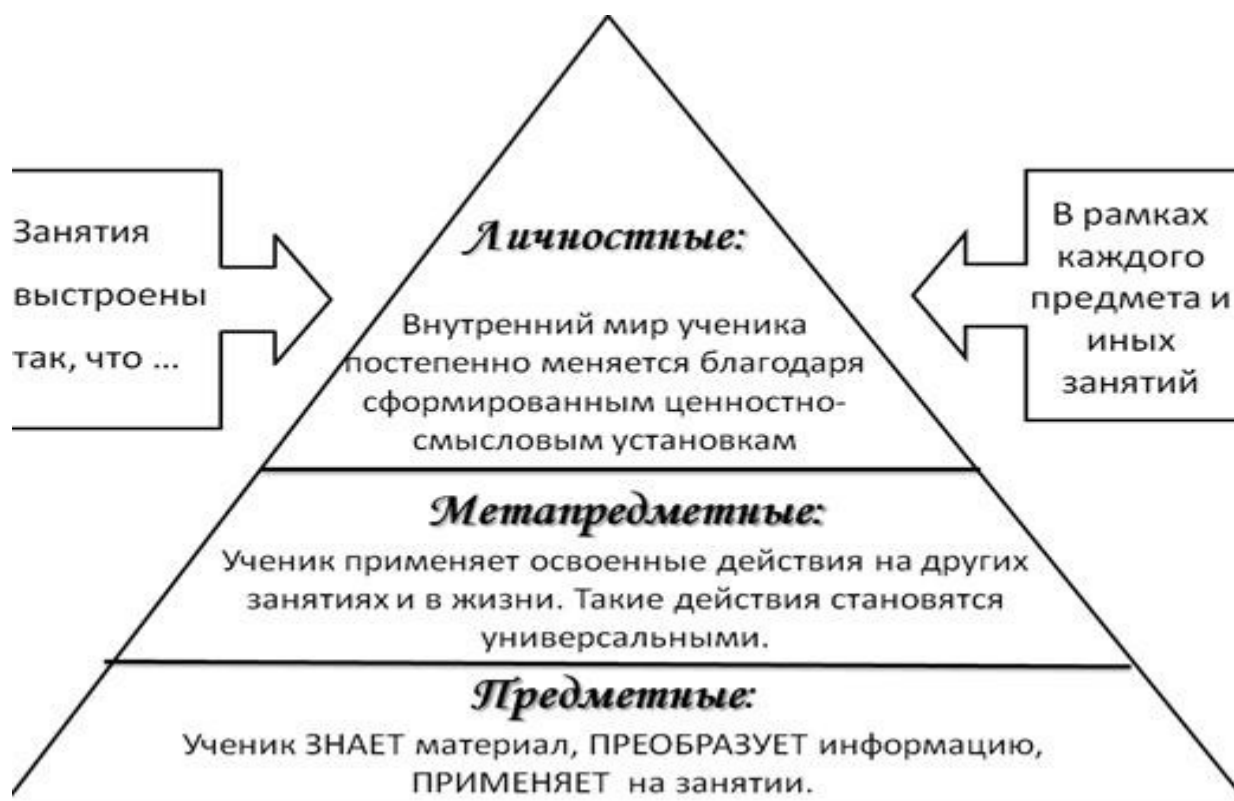 Занятия
выстроены
так, что ...
Личностные:
Внутренний мир ученика
постепенно меняется благодаря
сформированным ценностно-
смысловым установкам
В рамках
каждого
предмета и
иных
занятий
Метапредметные:
Ученик применяет освоенные действия на других
занятиях и в жизни. Такие действия становятся
универсальными.
Предметные:
Ученик ЗНАЕТ материал, ПРЕОБРАЗУЕТ информацию,
ПРИМЕНЯЕТ на занятии.